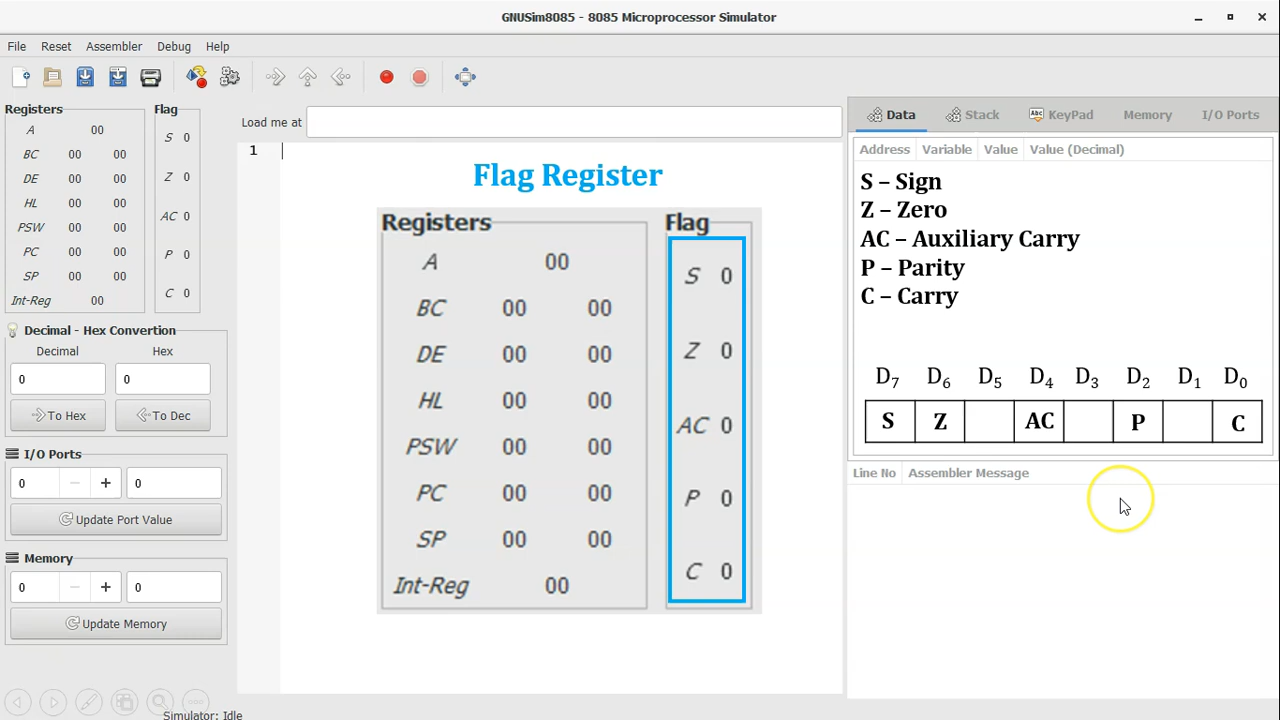 GNUSim8085 - 8085 Microprocessor Simulator
File Reset Assembler Debug Help
Registers
A 00
BC 00 00
DE 00 00
HL 00 00
PSW 00 00
PC 00 00
SP 00 00
Int-Reg 00
Flag
S 0
Z 0
AC 0
P 0
C 0
Decimal - Hex Convertion
Decimal Hex
0 0
To Hex To Dec
I/O Ports
0 − + 0
Update Port Value
Memory
0 − + 0
Update Memory
Simulator: Idle
Load me at
1
Flag Register
Registers
A 00
BC 00 00
DE 00 00
HL 00 00
PSW 00 00
PC 00 00
SP 00 00
Int-Reg 00
Flag
S 0
Z 0
AC 0
P 0
C 0
Data Stack Abc KeyPad Memory I/O Ports
Address Variable Value Value (Decimal)
S – Sign
Z – Zero
AC – Auxiliary Carry
P – Parity
C – Carry
D₇ D₆ D₅ D₄ D₃ D₂ D₁ D₀
S Z AC P C
Line No Assembler Message